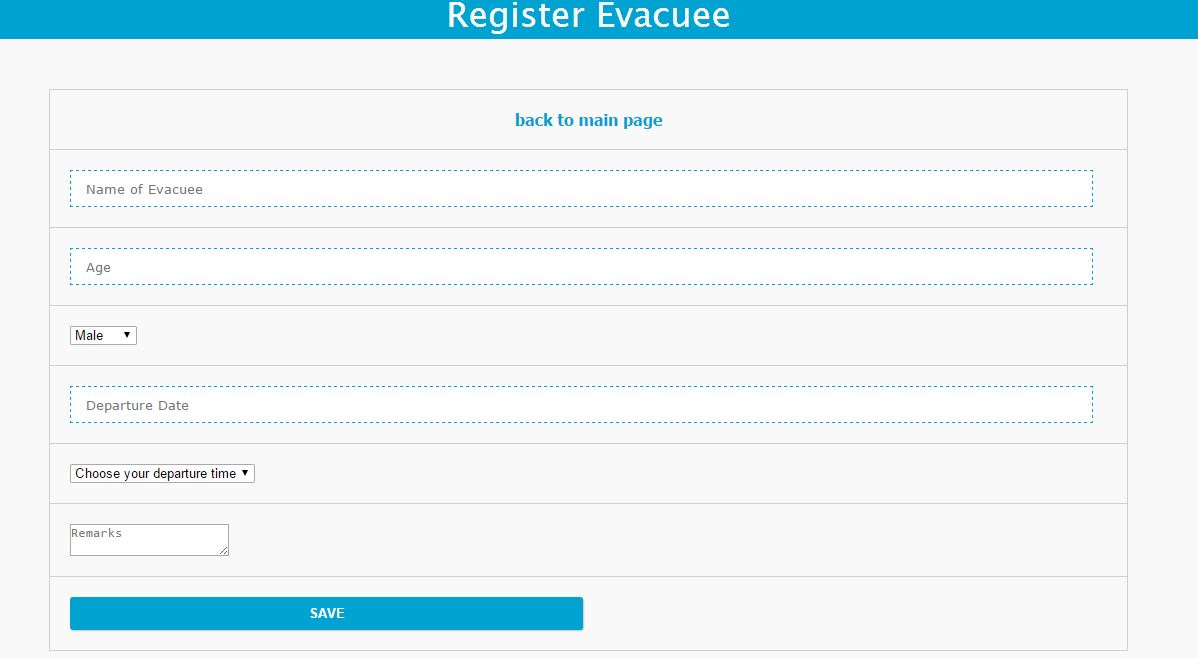 Register Evacuee
back to main page
Name of Evacuee
Age
Male
Departure Date
Choose your departure time
Remarks
SAVE